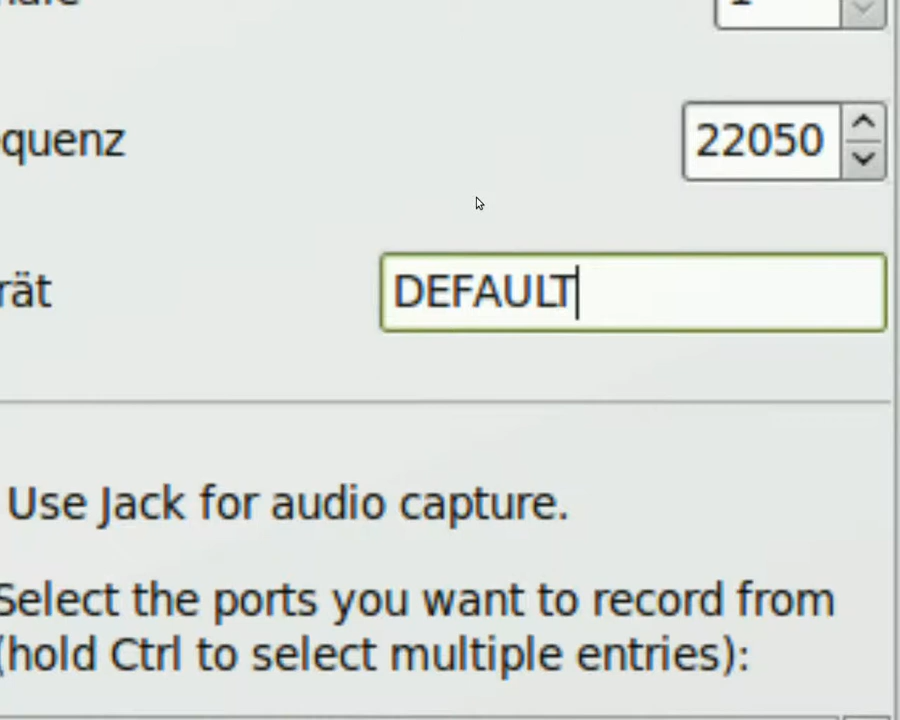 1
quenz 22050
rät DEFAULT
Use Jack for audio capture.
Select the ports you want to record from
(hold Ctrl to select multiple entries):